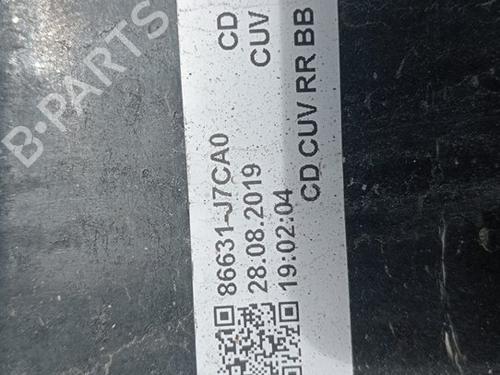 B-PARTS
86631-J7CA0 CD
28.08.2019 CUV
19:02:04
CD CUV RR BB